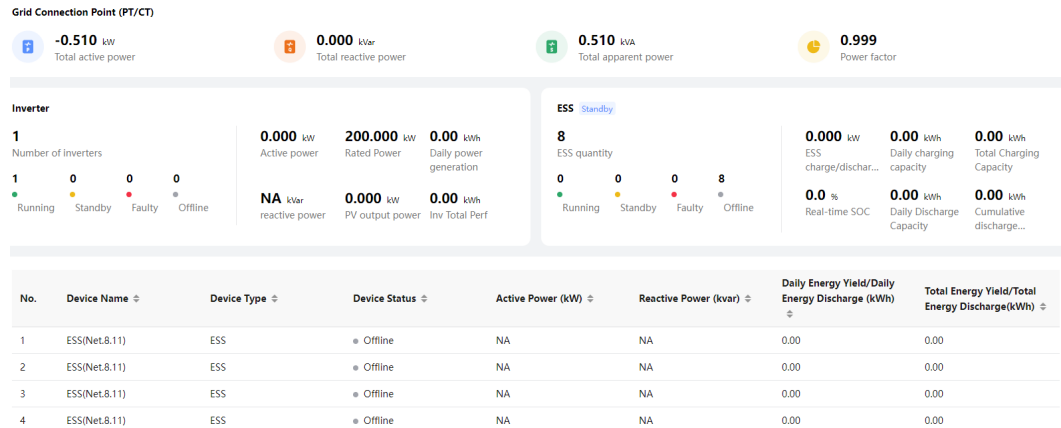 Grid Connection Point (PT/CT)
-0.510 kW
Total active power
0.000 kVar
Total reactive power
0.510 kVA
Total apparent power
0.999
Power factor
Inverter
1
Number of inverters
1 0 0 0
Running Standby Faulty Offline
0.000 kW
Active power
200.000 kW
Rated Power
0.00 kWh
Daily power
generation
NA kVar
reactive power
0.000 kW
PV output power
0.00 kWh
Inv Total Perf
ESS Standby
8
ESS quantity
0 0 0 8
Running Standby Faulty Offline
0.000 kW
ESS
charge/dischar...
0.00 kWh
Daily charging
capacity
0.00 kWh
Total Charging
Capacity
0.0 %
Real-time SOC
0.00 kWh
Daily Discharge
Capacity
0.00 kWh
Cumulative
discharge...
No. Device Name Device Type Device Status Active Power (kW) Reactive Power (kvar) Daily Energy Yield/Daily Energy Discharge (kWh) Total Energy Yield/Total Energy Discharge(kWh)
1 ESS(Net.8.11) ESS Offline NA NA 0.00 0.00
2 ESS(Net.8.11) ESS Offline NA NA 0.00 0.00
3 ESS(Net.8.11) ESS Offline NA NA 0.00 0.00
4 ESS(Net.8.11) ESS Offline NA NA 0.00 0.00